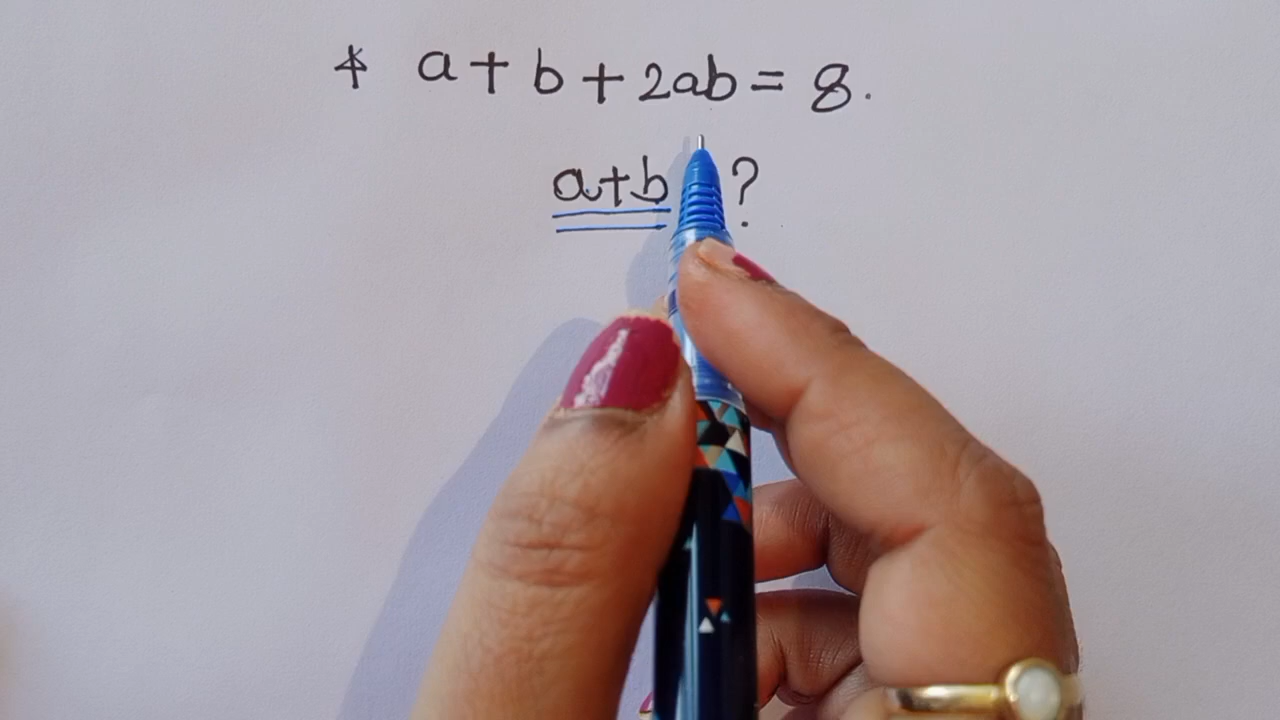 * a + b + 2ab = 8.
a+b ?